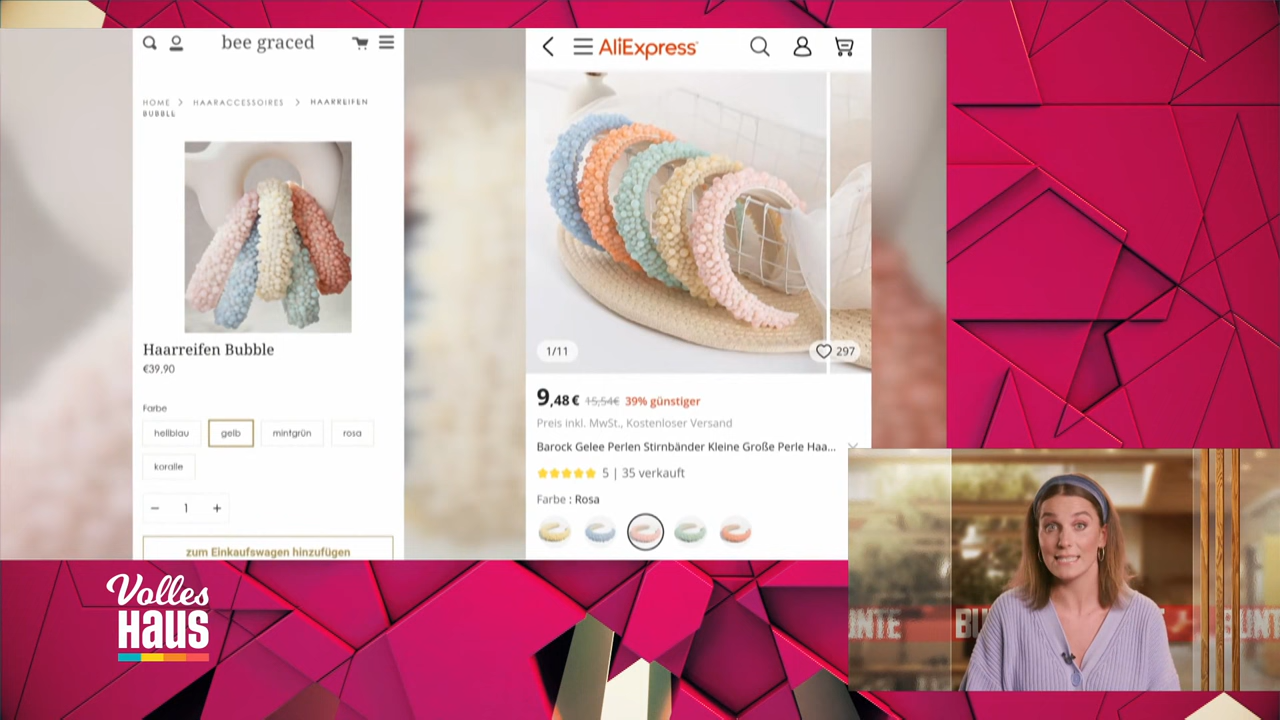 bee graced
HOME > HAARACCESSOIRES > HAARREIFEN
BUBBLE
Haarreifen Bubble
€39.90
Farbe
hellblau
gelb
mintgrün
rosa
koralle
− 1 +
zum Einkaufswagen hinzufügen
AliExpress
1/11
297
9,48€ 15,54€ 39% günstiger
Preis inkl. MwSt., Kostenloser Versand
Barock Gelee Perlen Stirnbänder Kleine Große Perle Haa...
5 | 35 verkauft
Farbe : Rosa
Volles
HAUS
BUNTE